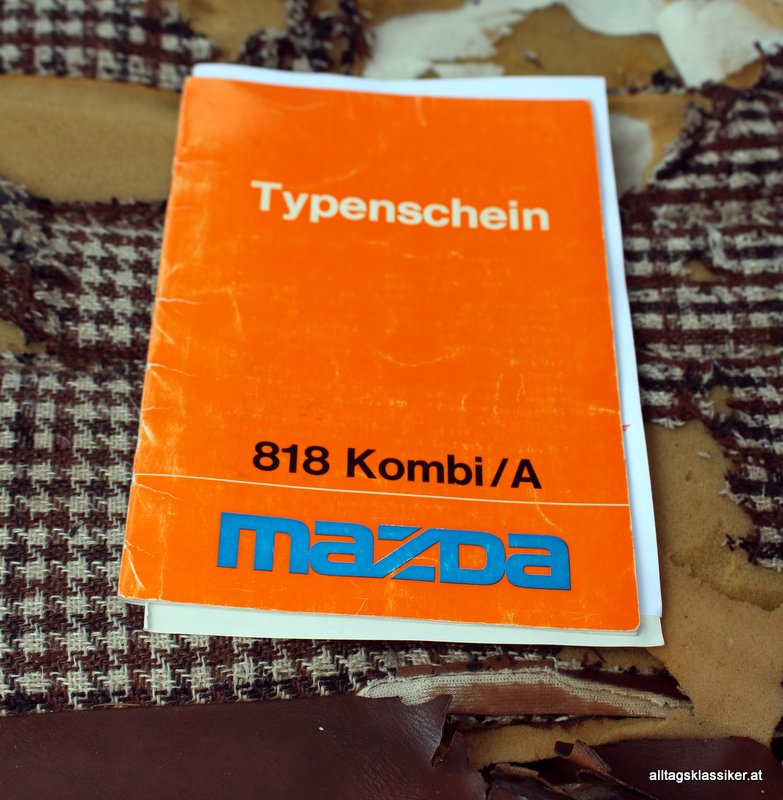 Typenschein
818 Kombi/A
mazda
alltagsklassiker.at